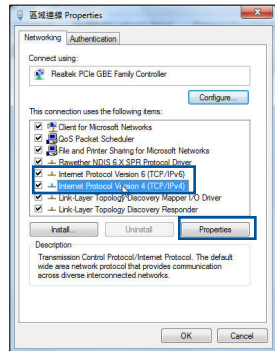 區域連線 Properties
Networking Authentication
Connect using:
Realtek PCIe GBE Family Controller
Configure...
This connection uses the following items:
Client for Microsoft Networks
QoS Packet Scheduler
File and Printer Sharing for Microsoft Networks
Rawether NDIS 6.X SPR Protocol Driver
Internet Protocol Version 6 (TCP/IPv6)
Internet Protocol Version 4 (TCP/IPv4)
Link-Layer Topology Discovery Mapper I/O Driver
Link-Layer Topology Discovery Responder
Install... Uninstall Properties
Description
Transmission Control Protocol/Internet Protocol. The default
wide area network protocol that provides communication
across diverse interconnected networks.
OK Cancel